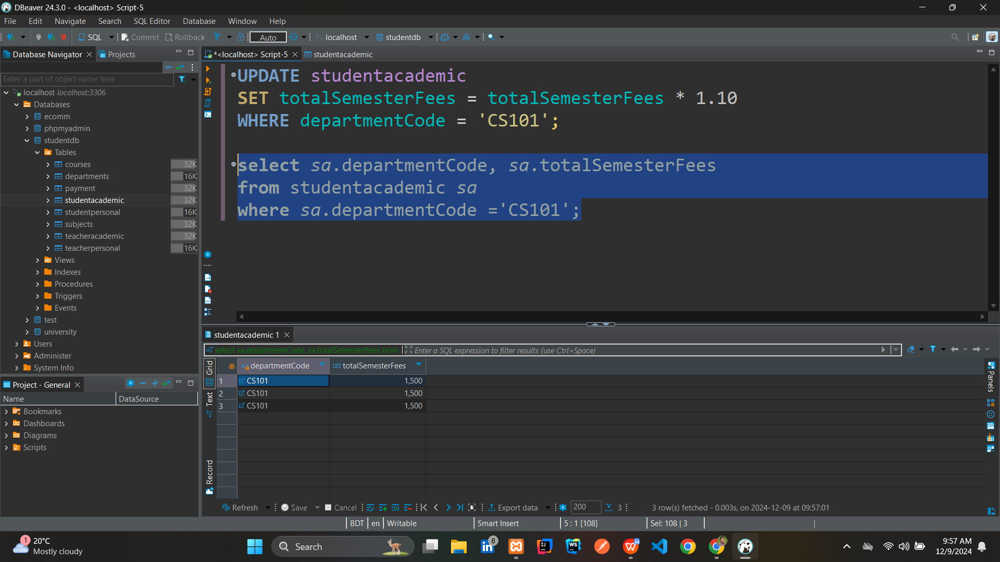 DBeaver 24.3.0 - <localhost> Script-5
File Edit Navigate Search SQL Editor Database Window Help
SQL Commit Rollback Auto localhost studentdb
Database Navigator Projects
*<localhost> Script-5 studentacademic
Enter a part of object name here
localhost localhost:3306
Databases
ecomm
phpmyadmin
studentdb
Tables
courses 32K
departments 16K
payment 32K
studentacademic 32K
studentpersonal 16K
subjects 32K
teacheracademic 32K
teacherpersonal 16K
Views
Indexes
Procedures
Triggers
Events
test
university
Users
Administer
System Info
UPDATE studentacademic
SET totalSemesterFees = totalSemesterFees * 1.10
WHERE departmentCode = 'CS101';
select sa.departmentCode, sa.totalSemesterFees
from studentacademic sa
where sa.departmentCode ='CS101';
Project - General
Name DataSource
Bookmarks
Dashboards
Diagrams
Scripts
studentacademic 1
select sa.departmentCode, sa.totalSemesterFees from Enter a SQL expression to filter results (use Ctrl+Space)
Grid
Text
Record
Panels
departmentCode 123 totalSemesterFees
1 CS101 1,500
2 CS101 1,500
3 CS101 1,500
Refresh Save Cancel Export data 200 3 3 row(s) fetched - 0.003s, on 2024-12-09 at 09:57:01
BDT en Writable Smart Insert 5 : 1 [108] Sel: 108 | 3
1
20°C
Mostly cloudy
Search
8
9:57 AM
12/9/2024